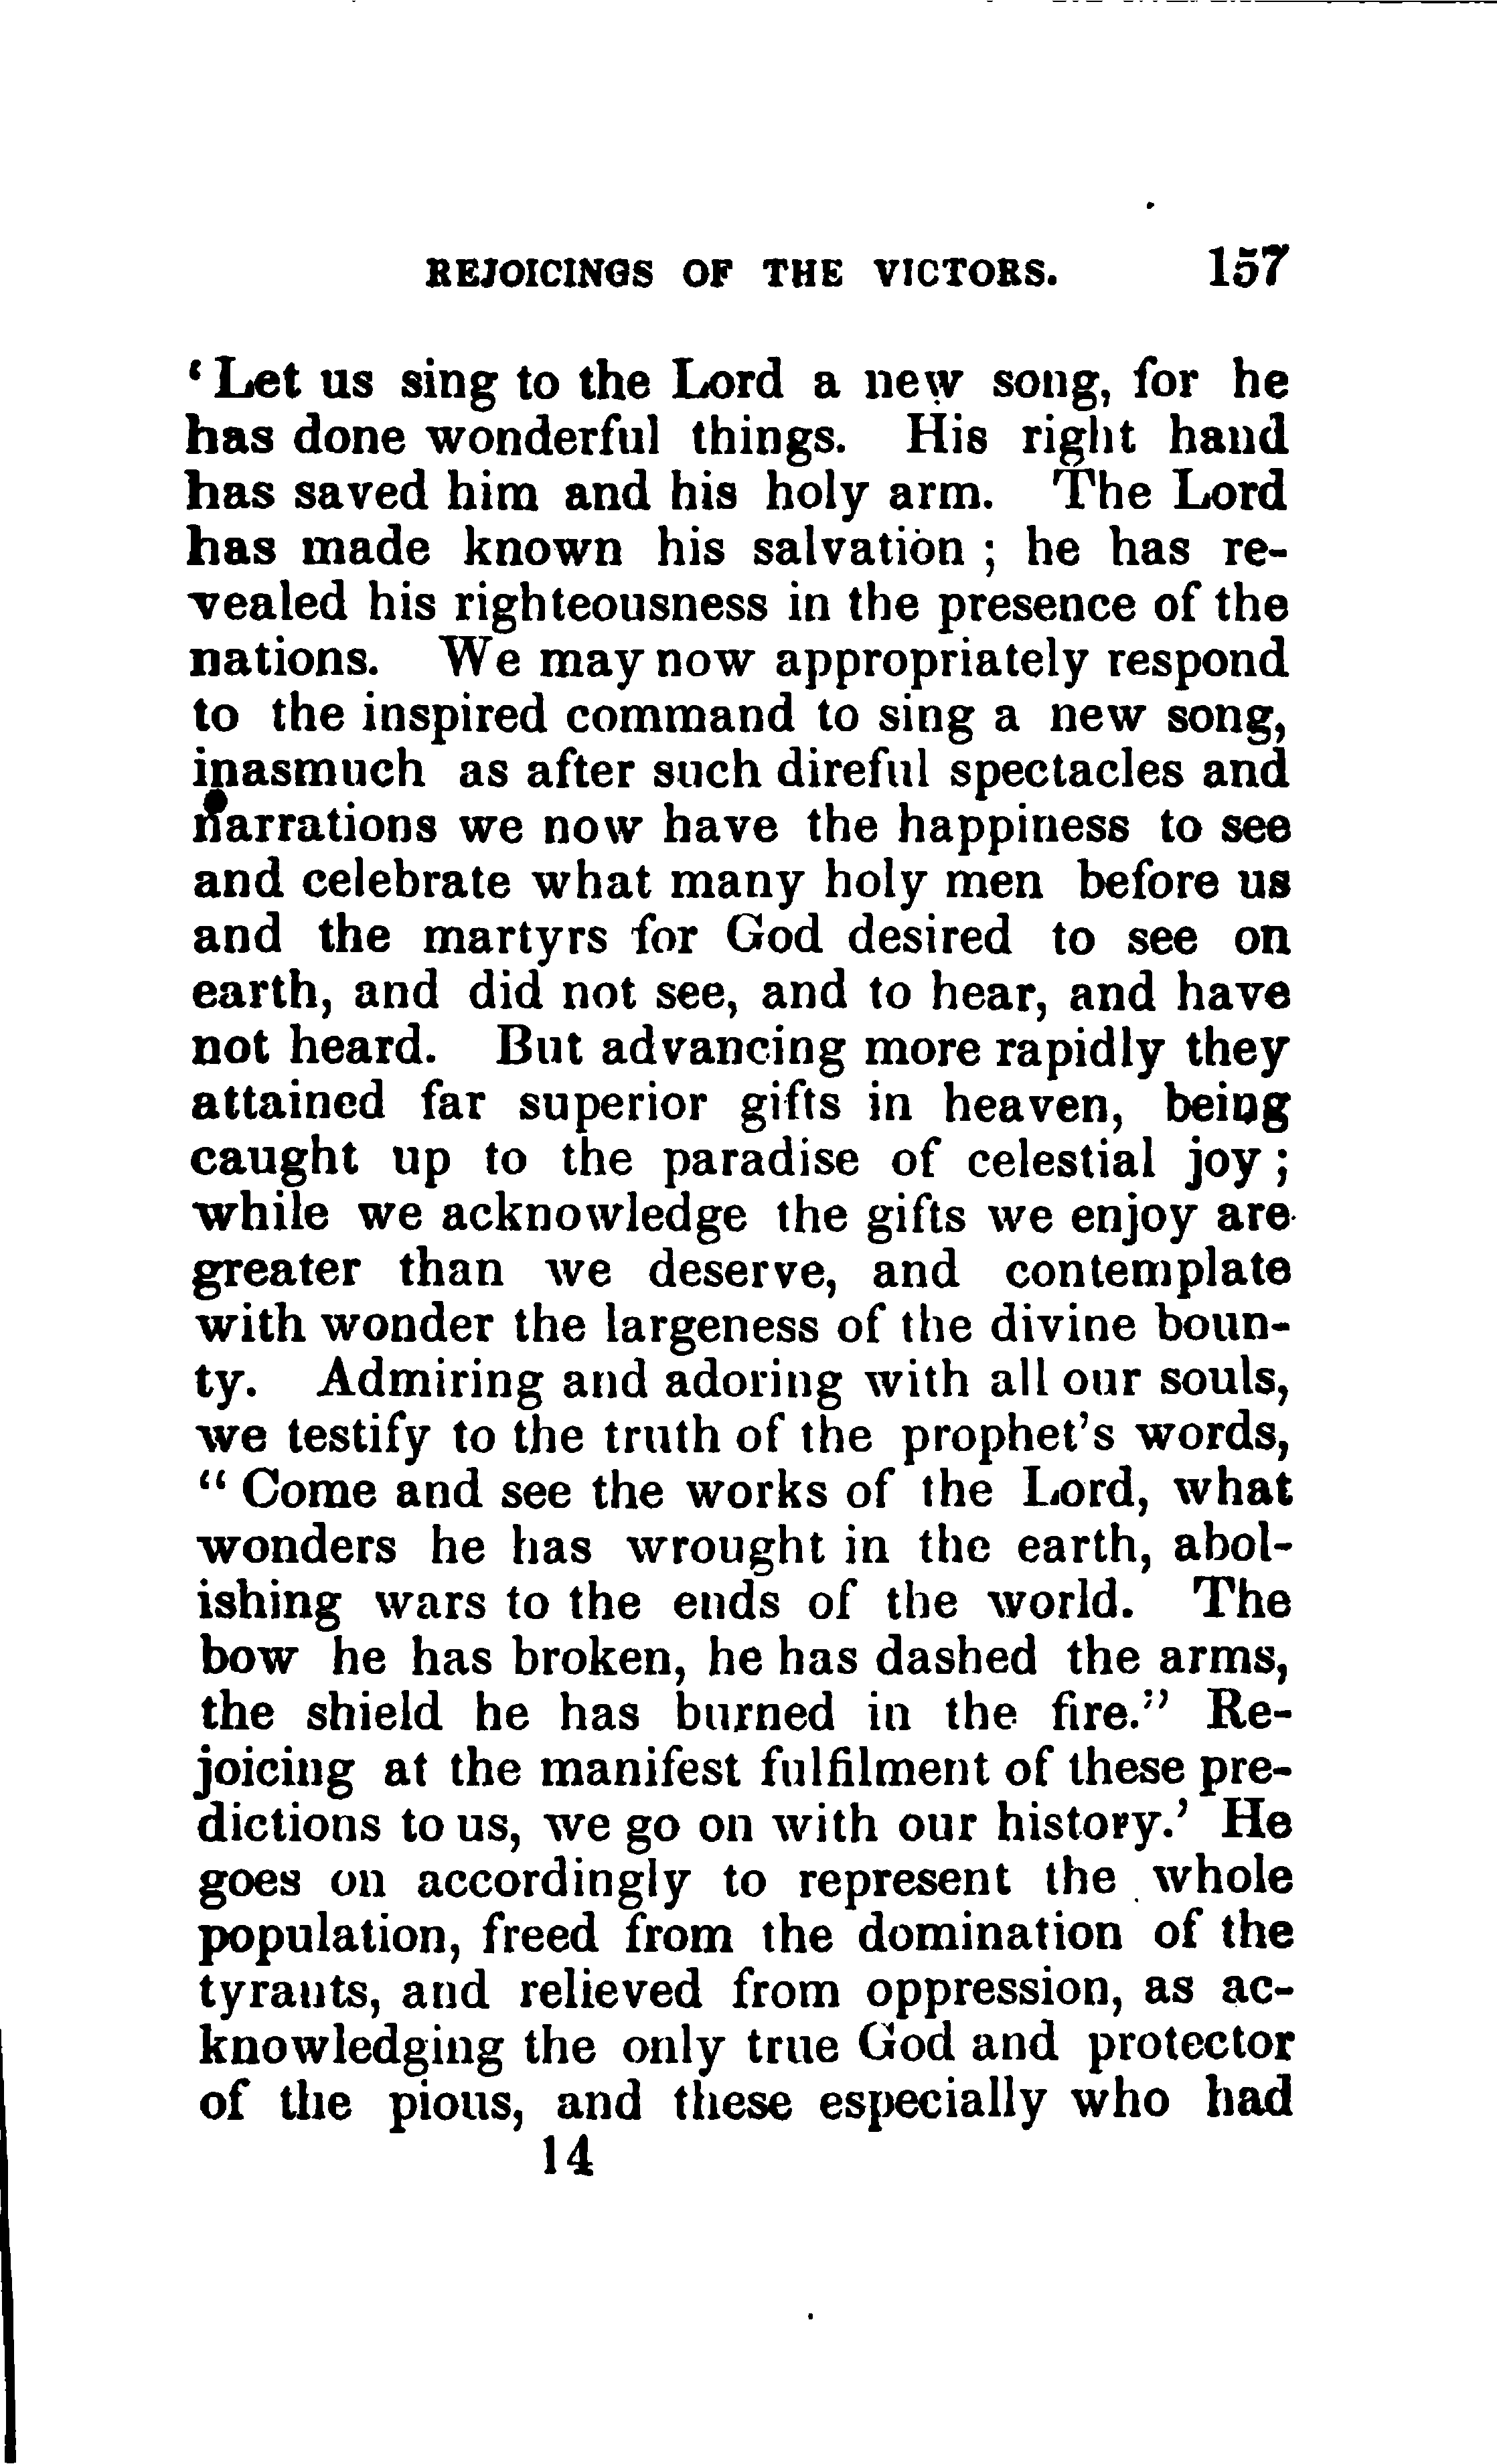 REJOICINGS OF THE VICTORS. 157
‘Let us sing to the Lord a new song, for he
has done wonderful things. His right hand
has saved him and his holy arm. The Lord
has made known his salvation ; he has re-
vealed his righteousness in the presence of the
nations. We may now appropriately respond
to the inspired command to sing a new song,
inasmuch as after such direful spectacles and
narrations we now have the happiness to see
and celebrate what many holy men before us
and the martyrs for God desired to see on
earth, and did not see, and to hear, and have
not heard. But advancing more rapidly they
attained far superior gifts in heaven, being
caught up to the paradise of celestial joy ;
while we acknowledge the gifts we enjoy are
greater than we deserve, and contemplate
with wonder the largeness of the divine boun-
ty. Admiring and adoring with all our souls,
we testify to the truth of the prophet's words,
“ Come and see the works of the Lord, what
wonders he has wrought in the earth, abol-
ishing wars to the ends of the world. The
bow he has broken, he has dashed the arms,
the shield he has burned in the fire.” Re-
joicing at the manifest fulfilment of these pre-
dictions to us, we go on with our history.’ He
goes on accordingly to represent the whole
population, freed from the domination of the
tyrants, and relieved from oppression, as ac-
knowledging the only true God and protector
of the pious, and these especially who had
14